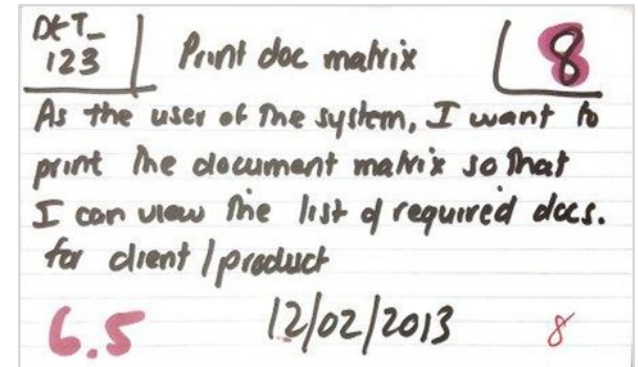 DET_
123
Print doc matrix
8
As the user of the system, I want to
print the document matrix so that
I can view the list of required docs.
for client / product
6.5
12/02/2013
8